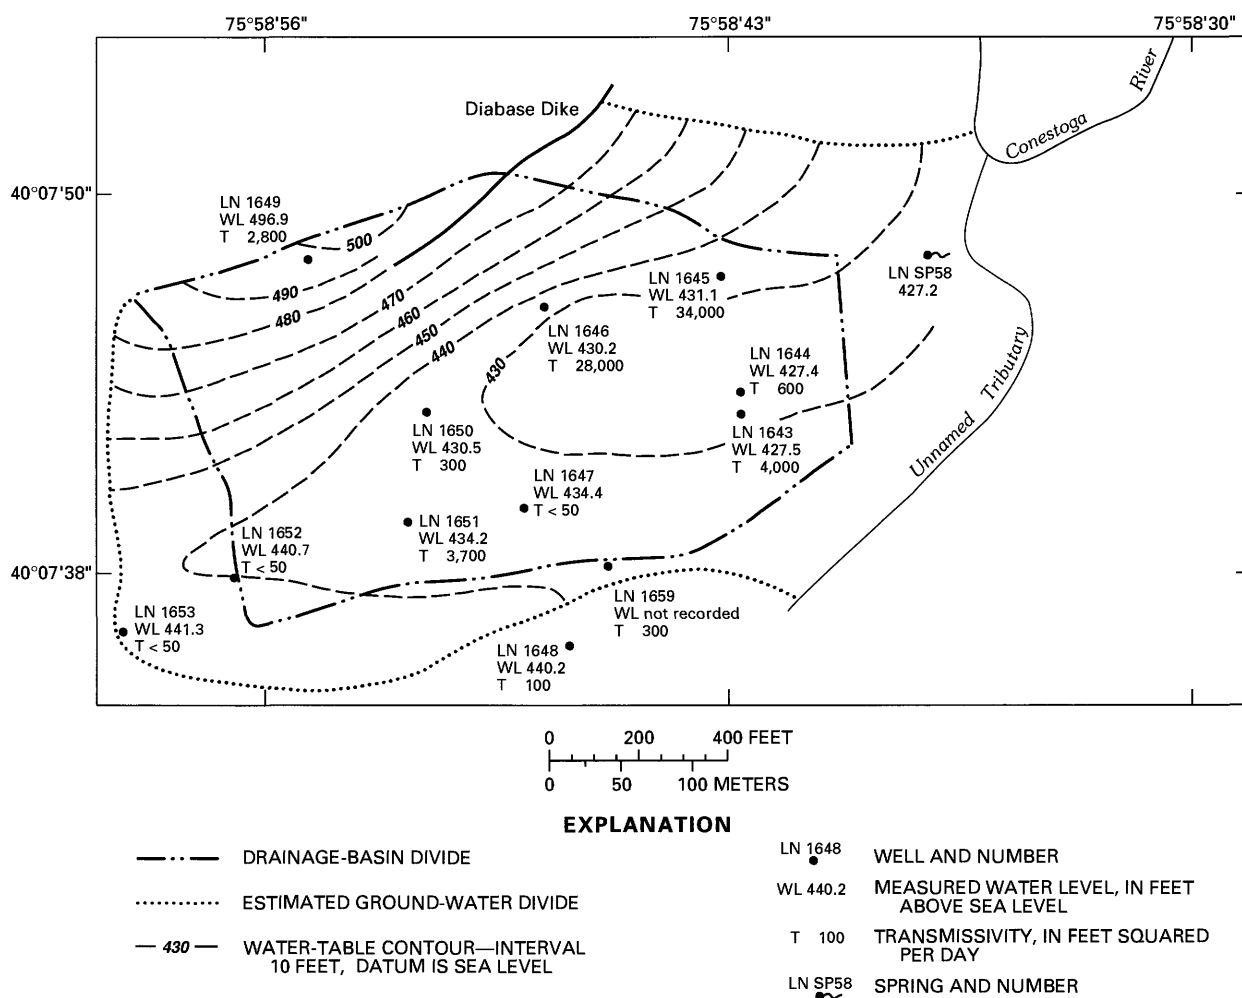 75°58'56"
75°58'43"
75°58'30"
Diabase Dike
Conestoga River
40°07'50"
LN 1649
WL 496.9
T 2,800
500
490
480
470
460
450
440
430
LN 1645
WL 431.1
T 34,000
LN SP58
427.2
LN 1646
WL 430.2
T 28,000
LN 1644
WL 427.4
T 600
LN 1643
WL 427.5
T 4,000
Unnamed Tributary
LN 1650
WL 430.5
T 300
LN 1647
WL 434.4
T < 50
LN 1651
WL 434.2
T 3,700
LN 1652
WL 440.7
T < 50
40°07'38"
LN 1653
WL 441.3
T < 50
LN 1659
WL not recorded
T 300
LN 1648
WL 440.2
T 100
0 200 400 FEET
0 50 100 METERS
EXPLANATION
DRAINAGE-BASIN DIVIDE
ESTIMATED GROUND-WATER DIVIDE
430
WATER-TABLE CONTOUR—INTERVAL
10 FEET, DATUM IS SEA LEVEL
LN 1648
WELL AND NUMBER
WL 440.2
MEASURED WATER LEVEL, IN FEET
ABOVE SEA LEVEL
T 100
TRANSMISSIVITY, IN FEET SQUARED
PER DAY
LN SP58
SPRING AND NUMBER